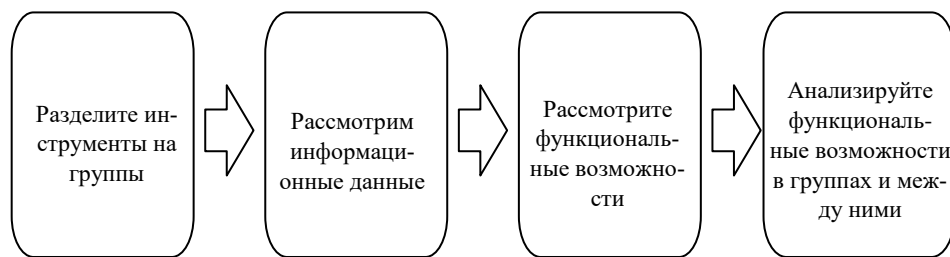 Разделите ин-
струменты на
группы
Рассмотрим
информаци-
онные данные
Рассмотрите
функциональ-
ные возможно-
сти
Анализируйте
функциональ-
ные возможности
в группах и меж-
ду ними